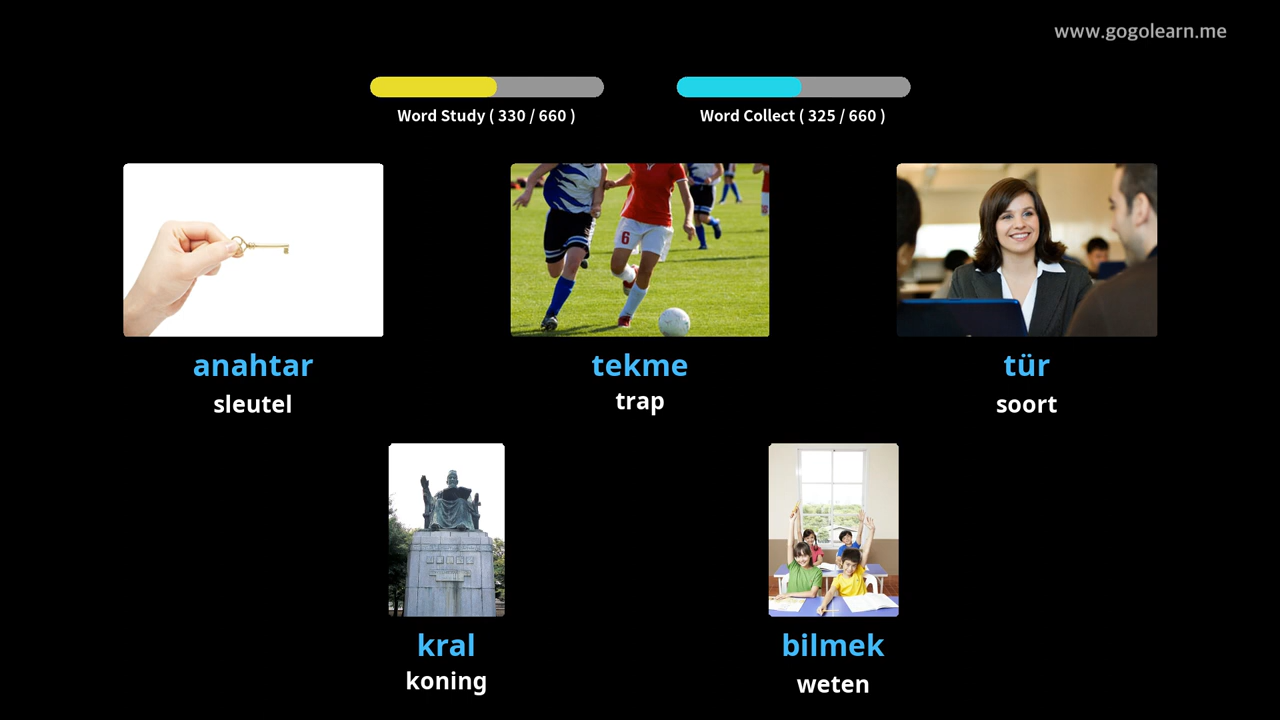 www.gogolearn.me
Word Study ( 330 / 660 )
Word Collect ( 325 / 660 )
anahtar
sleutel
tekme
trap
tür
soort
kral
koning
bilmek
weten